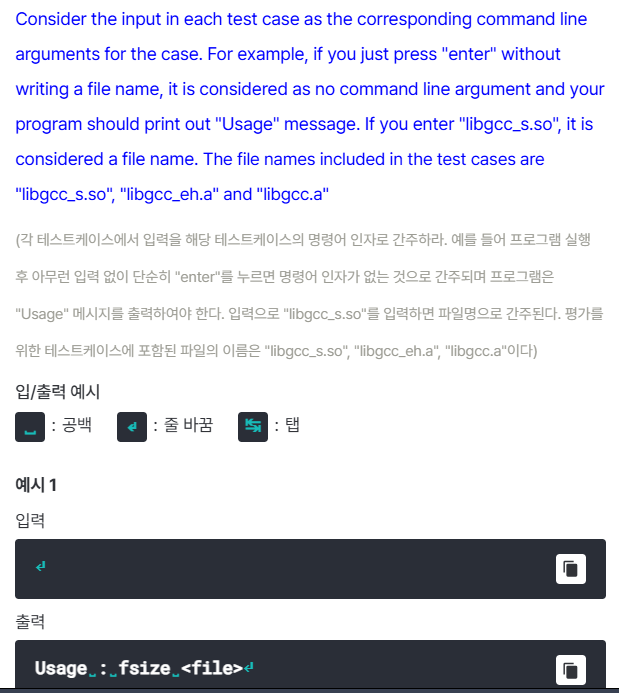 Consider the input in each test case as the corresponding command line
arguments for the case. For example, if you just press "enter" without
writing a file name, it is considered as no command line argument and your
program should print out "Usage" message. If you enter "libgcc_s.so", it is
considered a file name. The file names included in the test cases are
"libgcc_s.so", "libgcc_eh.a" and "libgcc.a"
(각 테스트케이스에서 입력을 해당 테스트케이스의 명령어 인자로 간주하라. 예를 들어 프로그램 실행
후 아무런 입력 없이 단순히 "enter"를 누르면 명령어 인자가 없는 것으로 간주되며 프로그램은
"Usage" 메시지를 출력하여야 한다. 입력으로 "libgcc_s.so"를 입력하면 파일명으로 간주된다. 평가를
위한 테스트케이스에 포함된 파일의 이름은 "libgcc_s.so", "libgcc_eh.a", "libgcc.a"이다)
입/출력 예시
␣ : 공백 ↵ : 줄 바꿈 ↹ : 탭
예시 1
입력
↵
출력
Usage␣:␣fsize␣<file>↵